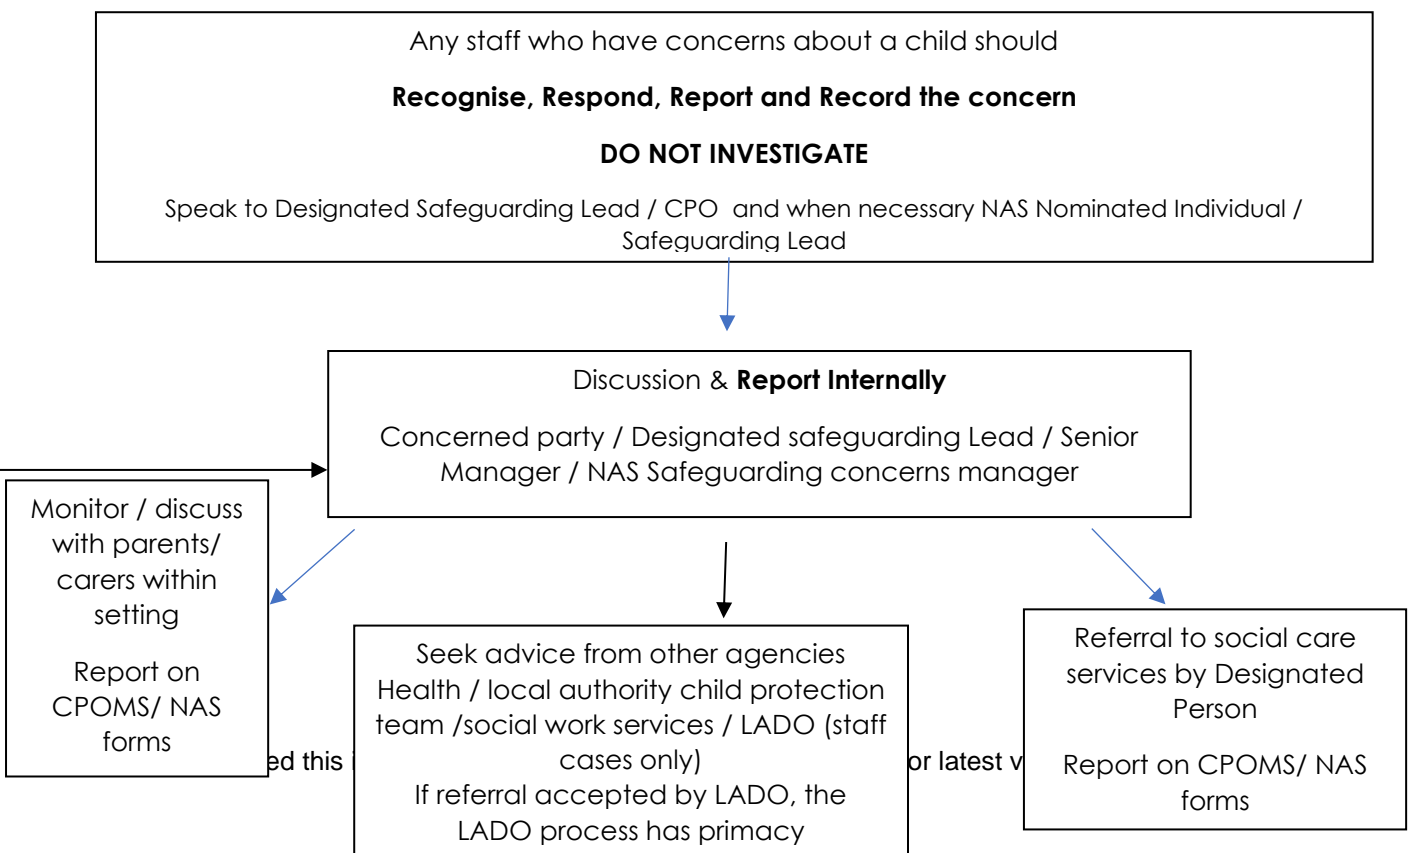 Any staff who have concerns about a child should
Recognise, Respond, Report and Record the concern
DO NOT INVESTIGATE
Speak to Designated Safeguarding Lead / CPO  and when necessary NAS Nominated Individual /
Safeguarding Lead
Discussion & Report Internally
Concerned party / Designated safeguarding Lead / Senior
Manager / NAS Safeguarding concerns manager
Monitor / discuss
with parents/
carers within
setting
Report on
CPOMS/ NAS
forms
Seek advice from other agencies
Health / local authority child protection
team /social work services / LADO (staff
cases only)
If referral accepted by LADO, the
LADO process has primacy
Referral to social care
services by Designated
Person
Report on CPOMS/ NAS
forms
this
or latest